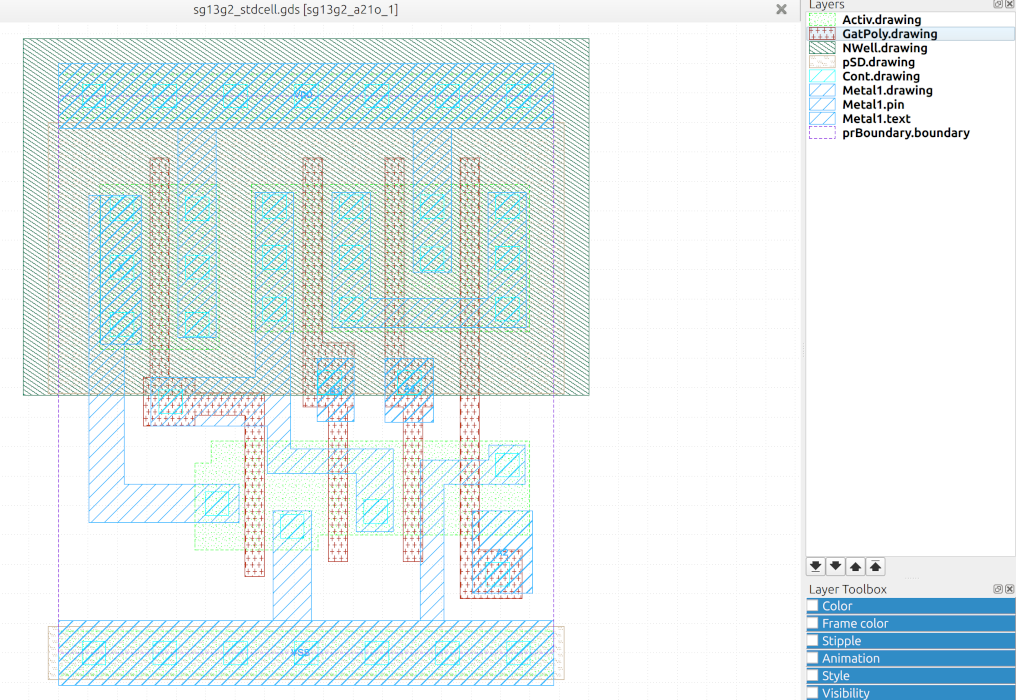 sg13g2_stdcell.gds [sg13g2_a21o_1]
Layers
Activ.drawing
GatPoly.drawing
NWell.drawing
pSD.drawing
Cont.drawing
Metal1.drawing
Metal1.pin
Metal1.text
prBoundary.boundary
VSS
Layer Toolbox
Color
Frame color
Stipple
Animation
Style
Visibility